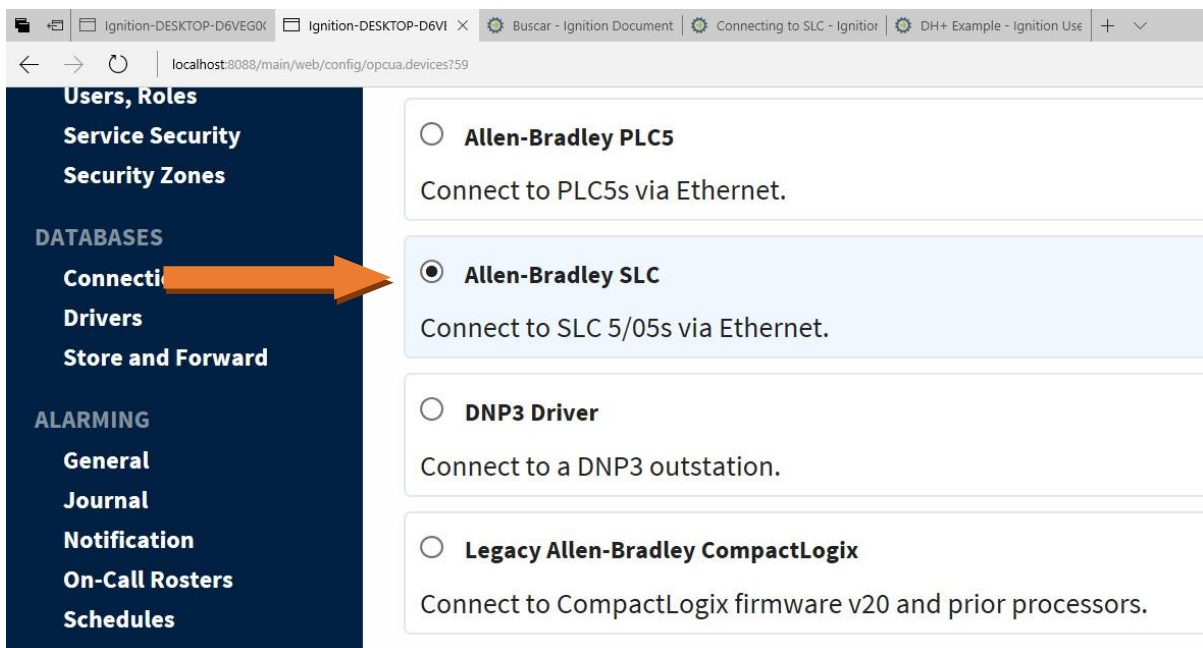 Ignition-DESKTOP-D6VEG0
Ignition-DESKTOP-D6VE
Buscar - Ignition Document
Connecting to SLC - Ignition
DH+ Example - Ignition Use
localhost:8088/main/web/config/opcua.devices?59
Users, Roles
Service Security
Security Zones
DATABASES
Connecti
Drivers
Store and Forward
ALARMING
General
Journal
Notification
On-Call Rosters
Schedules
Allen-Bradley PLC5
Connect to PLC5s via Ethernet.
Allen-Bradley SLC
Connect to SLC 5/05s via Ethernet.
DNP3 Driver
Connect to a DNP3 outstation.
Legacy Allen-Bradley CompactLogix
Connect to CompactLogix firmware v20 and prior processors.